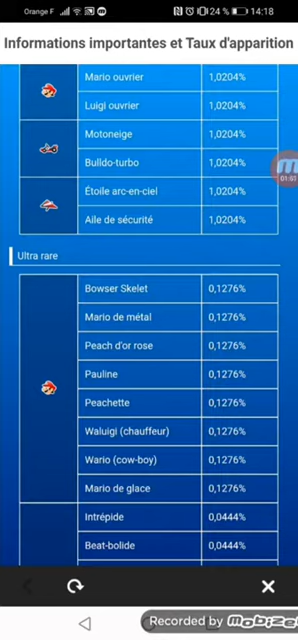 Orange F 24 % 14:18
Informations importantes et Taux d'apparition
Mario ouvrier 1,0204%
Luigi ouvrier 1,0204%
Motoneige 1,0204%
Bulldo-turbo 1,0204%
01:01
Étoile arc-en-ciel 1,0204%
Aile de sécurité 1,0204%
Ultra rare
Bowser Skelet 0,1276%
Mario de métal 0,1276%
Peach d'or rose 0,1276%
Pauline 0,1276%
Peachette 0,1276%
Waluigi (chauffeur) 0,1276%
Wario (cow-boy) 0,1276%
Mario de glace 0,1276%
Intrépide 0,0444%
Beat-bolide 0,0444%
Recorded by Mobize